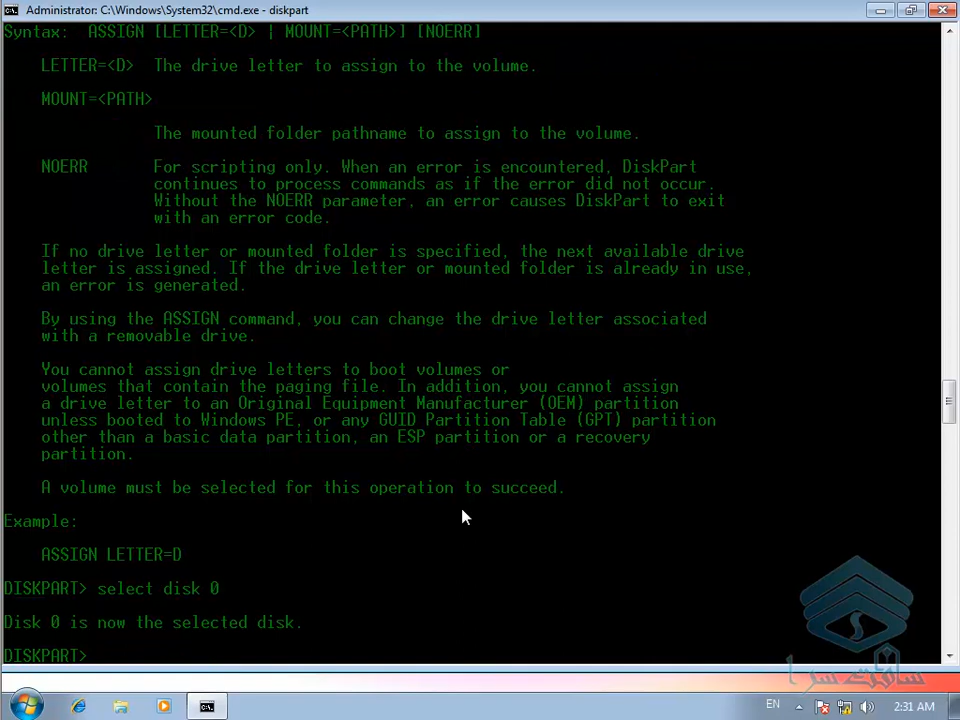 Administrator: C:\Windows\System32\cmd.exe - diskpart
Syntax:  ASSIGN [LETTER=<D> | MOUNT=<PATH>] [NOERR]
LETTER=<D>  The drive letter to assign to the volume.
MOUNT=<PATH>
The mounted folder pathname to assign to the volume.
NOERR       For scripting only. When an error is encountered, DiskPart
continues to process commands as if the error did not occur.
Without the NOERR parameter, an error causes DiskPart to exit
with an error code.
If no drive letter or mounted folder is specified, the next available drive
letter is assigned. If the drive letter or mounted folder is already in use,
an error is generated.
By using the ASSIGN command, you can change the drive letter associated
with a removable drive.
You cannot assign drive letters to boot volumes or
volumes that contain the paging file. In addition, you cannot assign
a drive letter to an Original Equipment Manufacturer (OEM) partition
unless booted to Windows PE, or any GUID Partition Table (GPT) partition
other than a basic data partition, an ESP partition or a recovery
partition.
A volume must be selected for this operation to succeed.
Example:
ASSIGN LETTER=D
DISKPART> select disk 0
Disk 0 is now the selected disk.
DISKPART>
سافت سرا
EN
2:31 AM